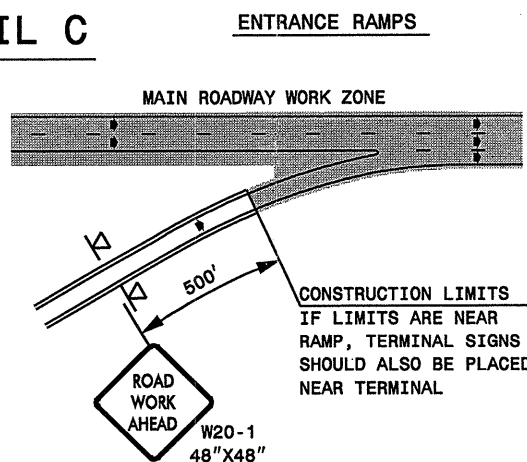 IL C
ENTRANCE RAMPS
MAIN ROADWAY WORK ZONE
500'
CONSTRUCTION LIMITS
IF LIMITS ARE NEAR
RAMP, TERMINAL SIGNS
SHOULD ALSO BE PLACED
NEAR TERMINAL
ROAD
WORK
AHEAD
W20-1
48"X48"